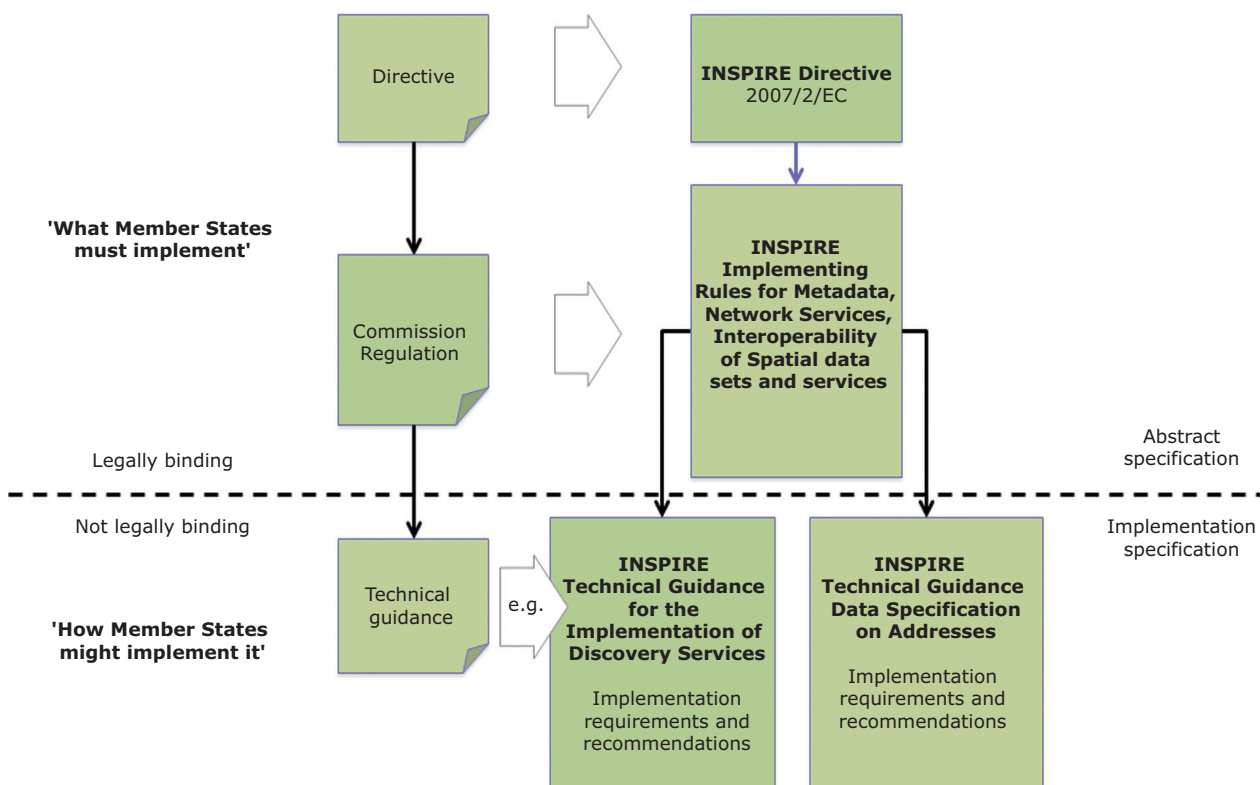 Directive
INSPIRE Directive
2007/2/EC
'What Member States
must implement'
Commission
Regulation
INSPIRE
Implementing
Rules for Metadata,
Network Services,
Interoperability
of Spatial data
sets and services
Legally binding
Abstract
specification
Not legally binding
Implementation
specification
'How Member States
might implement it'
Technical
guidance
e.g.
INSPIRE
Technical Guidance
for the
Implementation of
Discovery Services
Implementation
requirements and
recommendations
INSPIRE
Technical Guidance
Data Specification
on Addresses
Implementation
requirements and
recommendations